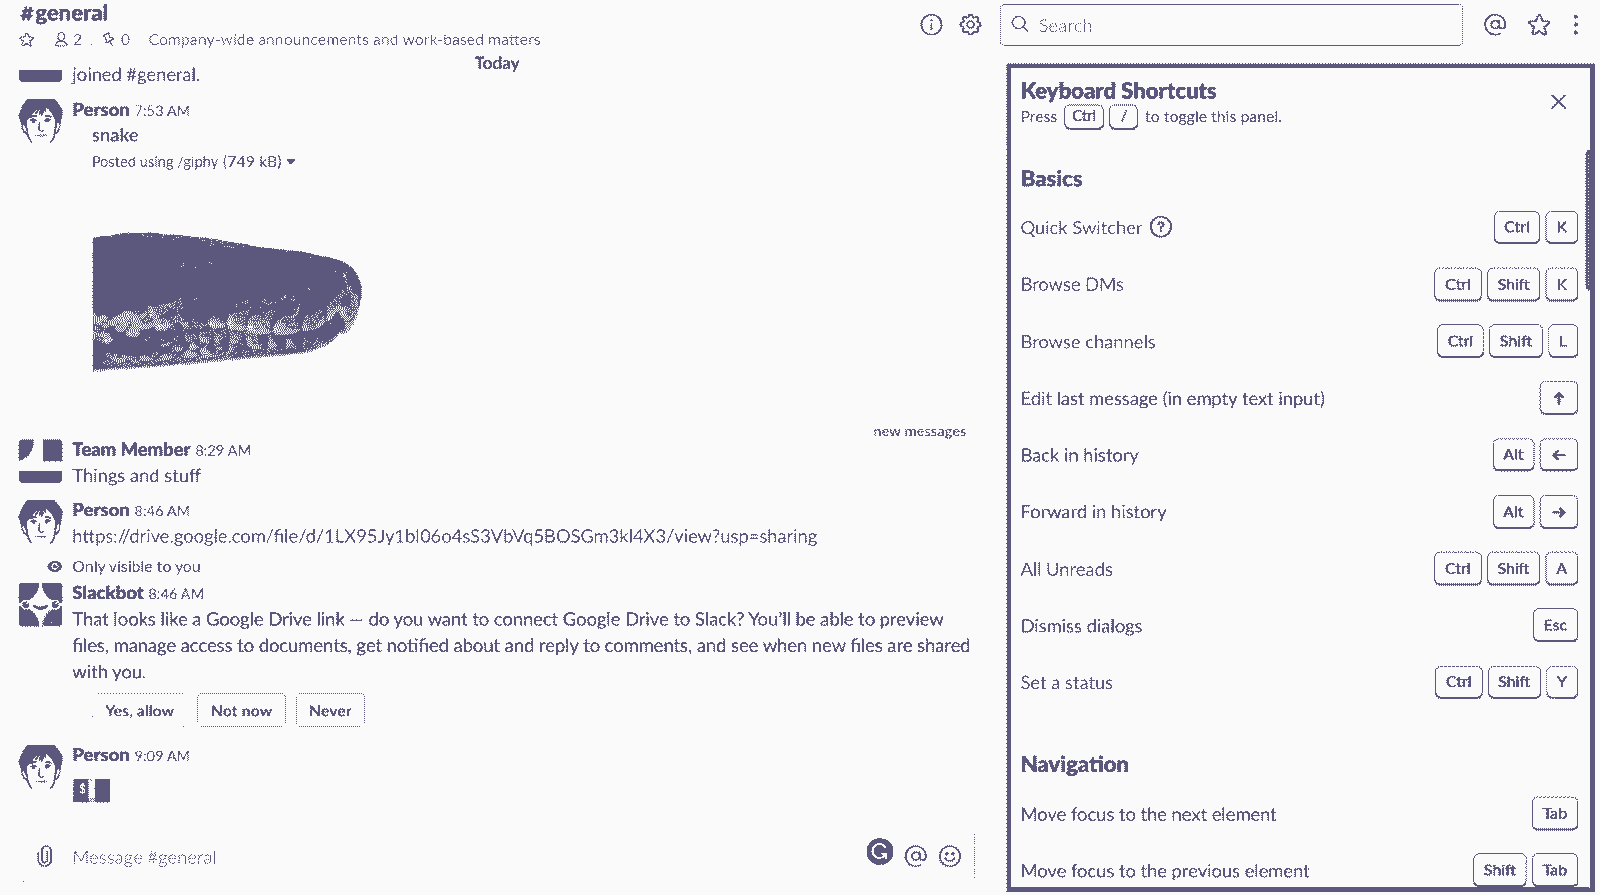 #general
2 . 0 Company-wide announcements and work-based matters
Today
joined #general.
Person 7:53 AM
snake
Posted using /giphy (749 kB)
new messages
Team Member 8:29 AM
Things and stuff
Person 8:46 AM
https://drive.google.com/file/d/1LX95Jy1bl06o4sS3VbVq5BOSGm3kl4X3/view?usp=sharing
Only visible to you
Slackbot 8:46 AM
That looks like a Google Drive link — do you want to connect Google Drive to Slack? You'll be able to preview
files, manage access to documents, get notified about and reply to comments, and see when new files are shared
with you.
Yes, allow Not now Never
Person 9:09 AM
$
Message #general
Search
Keyboard Shortcuts
Press Ctrl / to toggle this panel.
Basics
Quick Switcher ? Ctrl K
Browse DMs Ctrl Shift K
Browse channels Ctrl Shift L
Edit last message (in empty text input) ↑
Back in history Alt ←
Forward in history Alt →
All Unreads Ctrl Shift A
Dismiss dialogs Esc
Set a status Ctrl Shift Y
Navigation
Move focus to the next element Tab
Move focus to the previous element Shift Tab